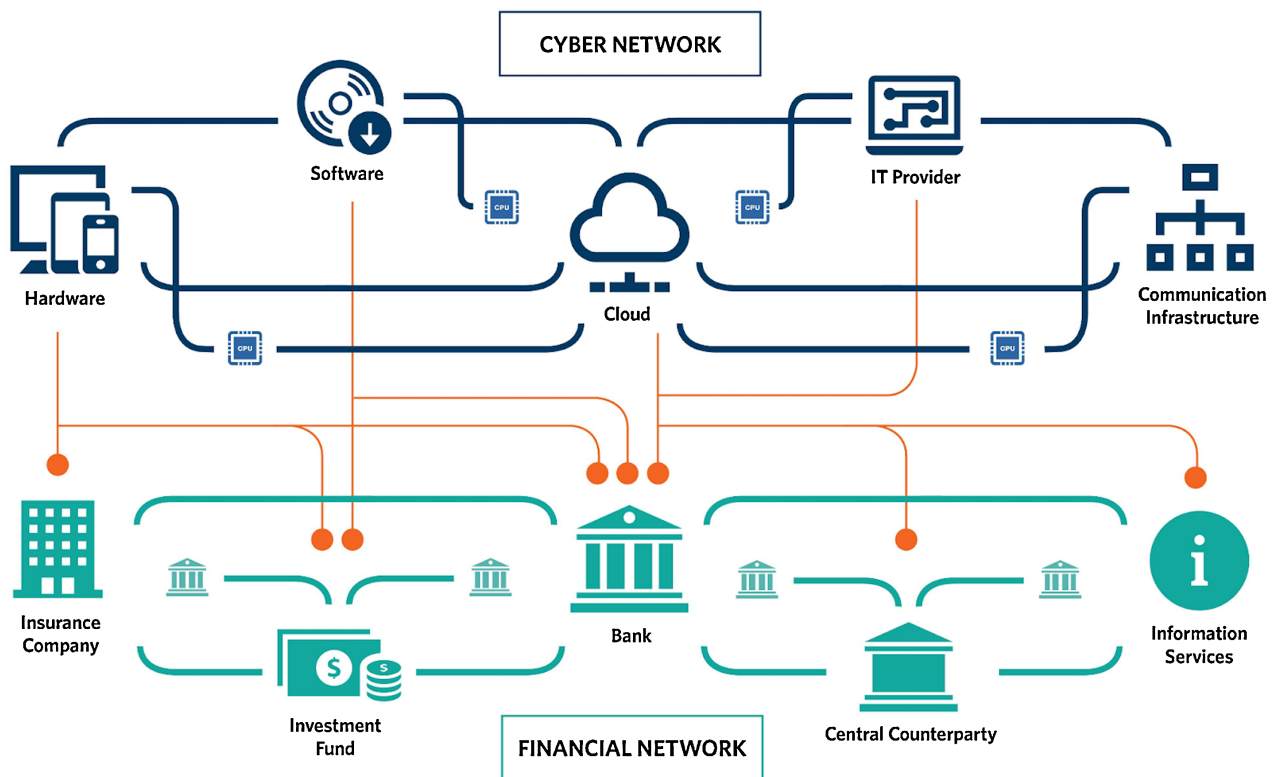 CYBER NETWORK
Software
IT Provider
CPU
CPU
Hardware
Cloud
Communication
Infrastructure
CPU
CPU
Insurance
Company
Bank
Information
Services
$
S
i
Investment
Fund
Central Counterparty
FINANCIAL NETWORK